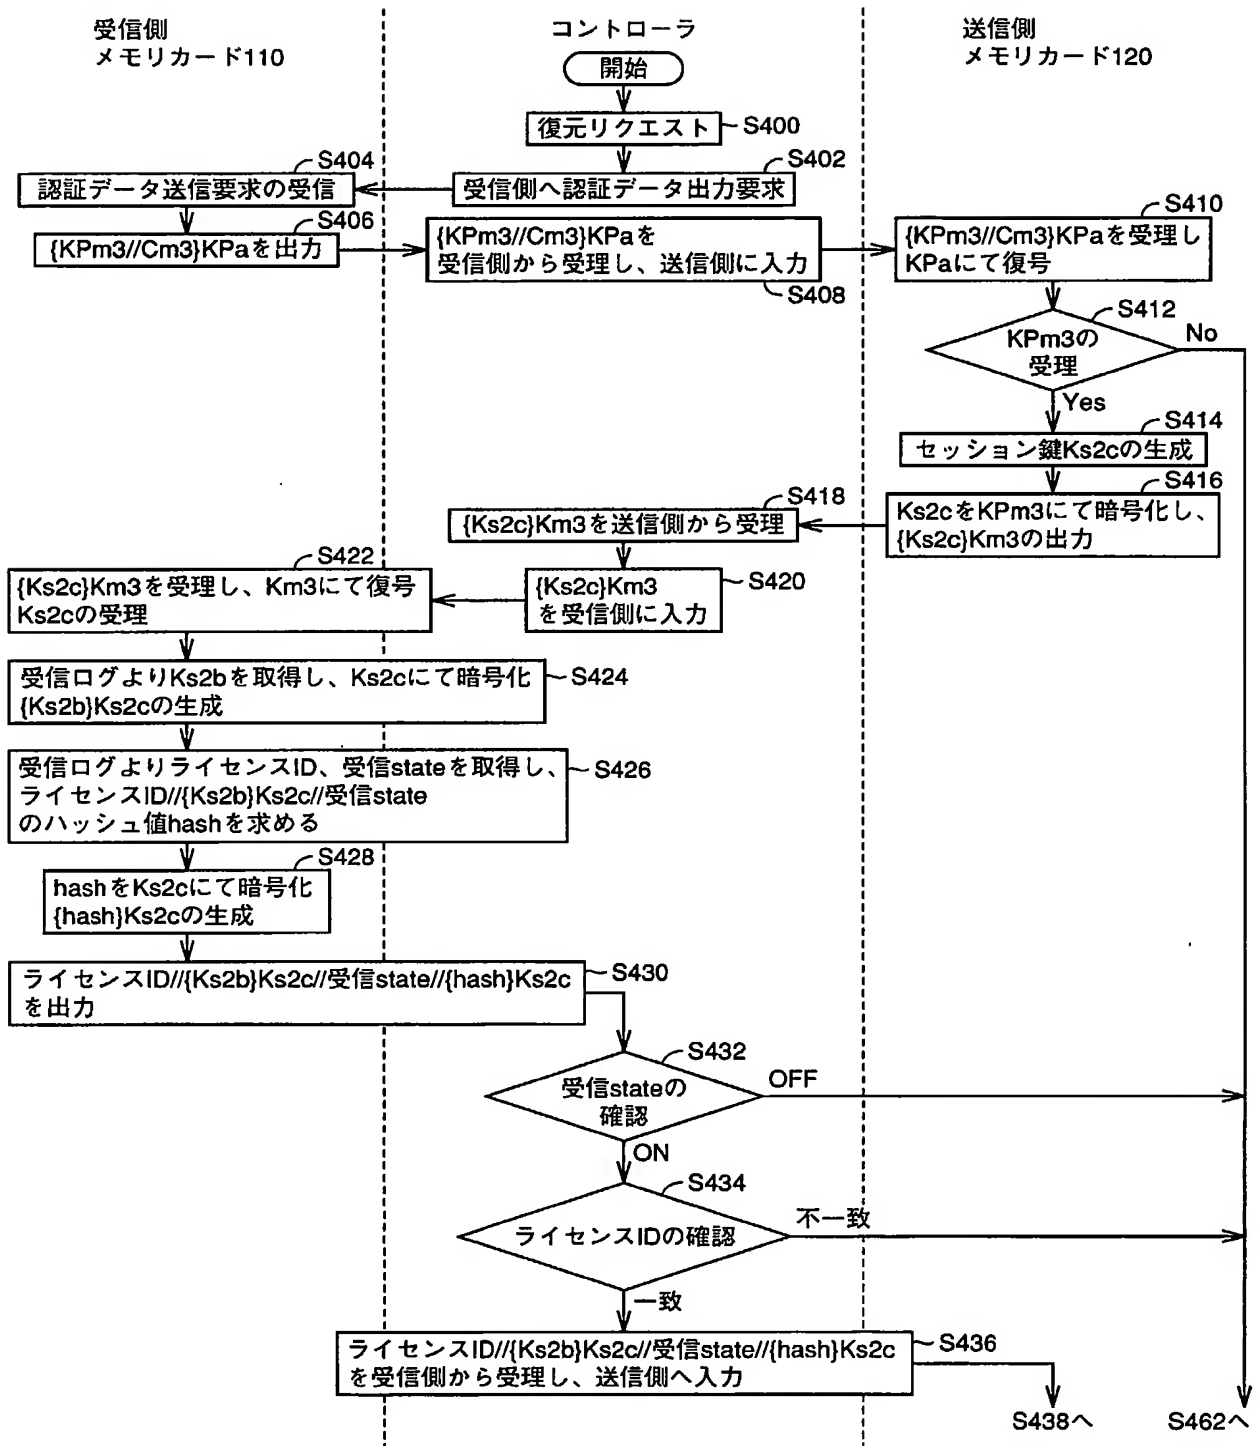 受信側
メモリカード110
コントローラ
送信側
メモリカード120
開始
復元リクエスト
S400
S402
受信側へ認証データ出力要求
S404
認証データ送信要求の受信
S406
{KPm3//Cm3}KPaを出力
{KPm3//Cm3}KPaを
受信側から受理し、送信側に入力
S408
S410
{KPm3//Cm3}KPaを受理し
KPaにて復号
S412
KPm3の
受理
No
Yes
S414
セッション鍵Ks2cの生成
S416
Ks2cをKPm3にて暗号化し、
{Ks2c}Km3の出力
S418
{Ks2c}Km3を送信側から受理
{Ks2c}Km3
を受信側に入力
S420
S422
{Ks2c}Km3を受理し、Km3にて復号
Ks2cの受理
受信ログよりKs2bを取得し、Ks2cにて暗号化
{Ks2b}Ks2cの生成
S424
受信ログよりライセンスID、受信stateを取得し、
ライセンスID//{Ks2b}Ks2c//受信state
のハッシュ値hashを求める
S426
S428
hashをKs2cにて暗号化
{hash}Ks2cの生成
ライセンスID//{Ks2b}Ks2c//受信state//{hash}Ks2c
を出力
S430
S432
受信stateの
確認
OFF
ON
S434
ライセンスIDの確認
不一致
一致
ライセンスID//{Ks2b}Ks2c//受信state//{hash}Ks2c
を受信側から受理し、送信側へ入力
S436
S438へ
S462へ